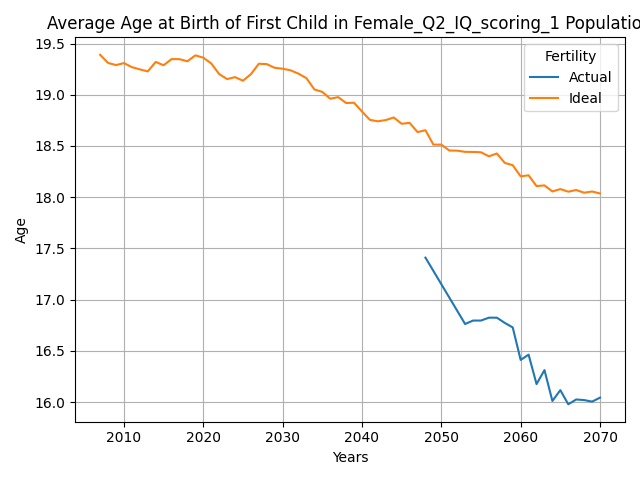 Average Age at Birth of First Child in Female_Q2_IQ_scoring_1 Populatio
19.5
19.0
18.5
18.0
17.5
17.0
16.5
16.0
Age
Fertility
Actual
Ideal
2010 2020 2030 2040 2050 2060 2070
Years